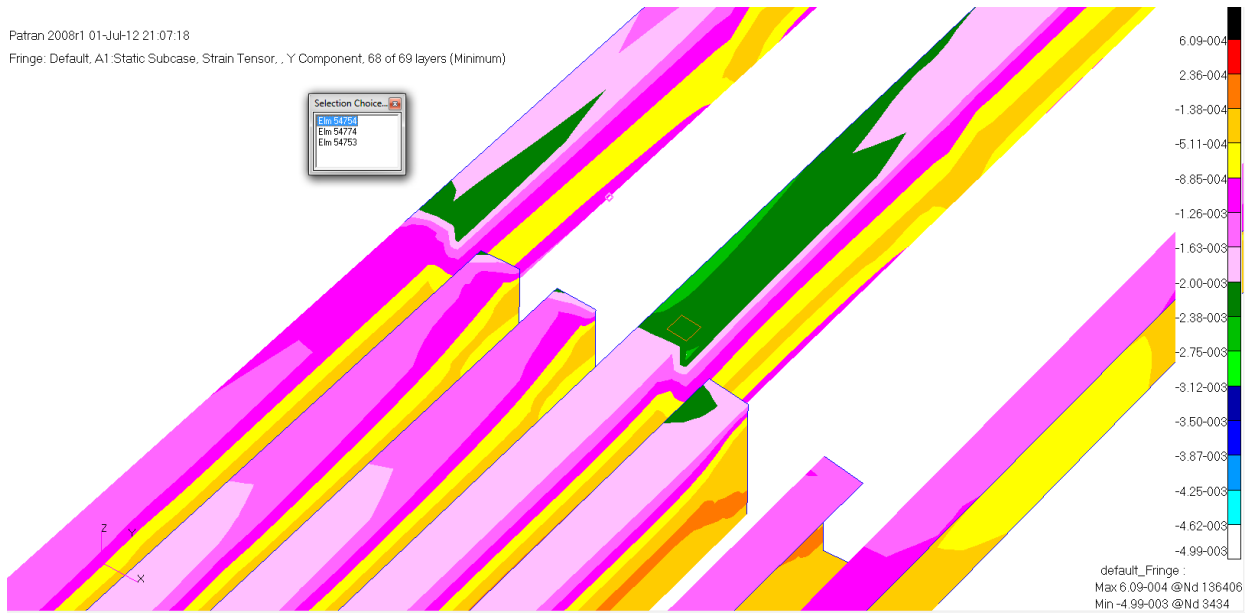 Patran 2008r1 01-Jul-12 21:07:18
Fringe: Default, A1:Static Subcase, Strain Tensor, , Y Component, 68 of 69 layers (Minimum)
Selection Choice...
Elm 54754
Elm 54774
Elm 54753
6.09-004
2.36-004
-1.38-004
-5.11-004
-8.85-004
-1.26-003
-1.63-003
-2.00-003
-2.38-003
-2.75-003
-3.12-003
-3.50-003
-3.87-003
-4.25-003
-4.62-003
-4.99-003
default_Fringe :
Max 6.09-004 @Nd 136406
Min -4.99-003 @Nd 3434
Z
Y
X